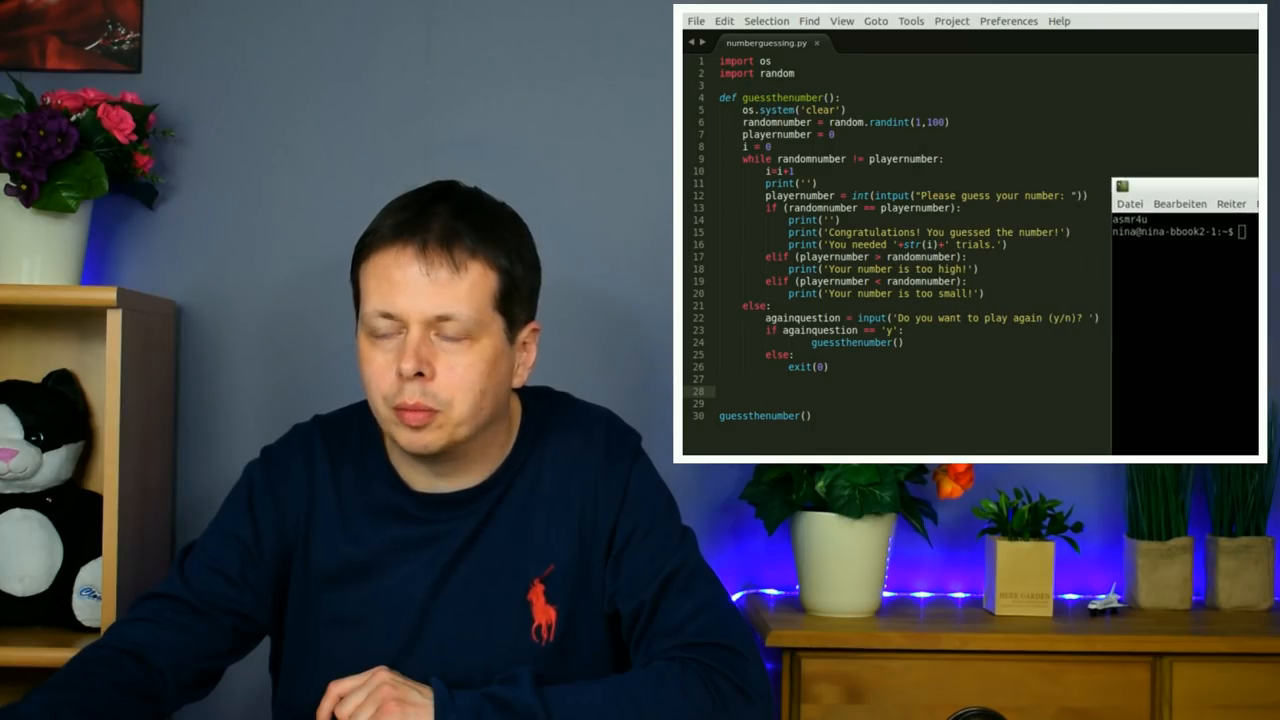 File Edit Selection Find View Goto Tools Project Preferences Help
numberguessing.py ×
1 import os
2 import random
3
4 def guessthenumber():
5 os.system('clear')
6 randomnumber = random.randint(1,100)
7 playernumber = 0
8 i = 0
9 while randomnumber != playernumber:
10 i=i+1
11 print('')
12 playernumber = int(intput("Please guess your number: "))
13 if (randomnumber == playernumber):
14 print('')
15 print('Congratulations! You guessed the number!')
16 print('You needed '+str(i)+' trials.')
17 elif (playernumber > randomnumber):
18 print('Your number is too high!')
19 elif (playernumber < randomnumber):
20 print('Your number is too small!')
21 else:
22 againquestion = input('Do you want to play again (y/n)? ')
23 if againquestion == 'y':
24 guessthenumber()
25 else:
26 exit(0)
27
28
29
30 guessthenumber()
Datei Bearbeiten Reiter
asmr4u
nina@nina-bbook2-1:~$
HERB GARDEN